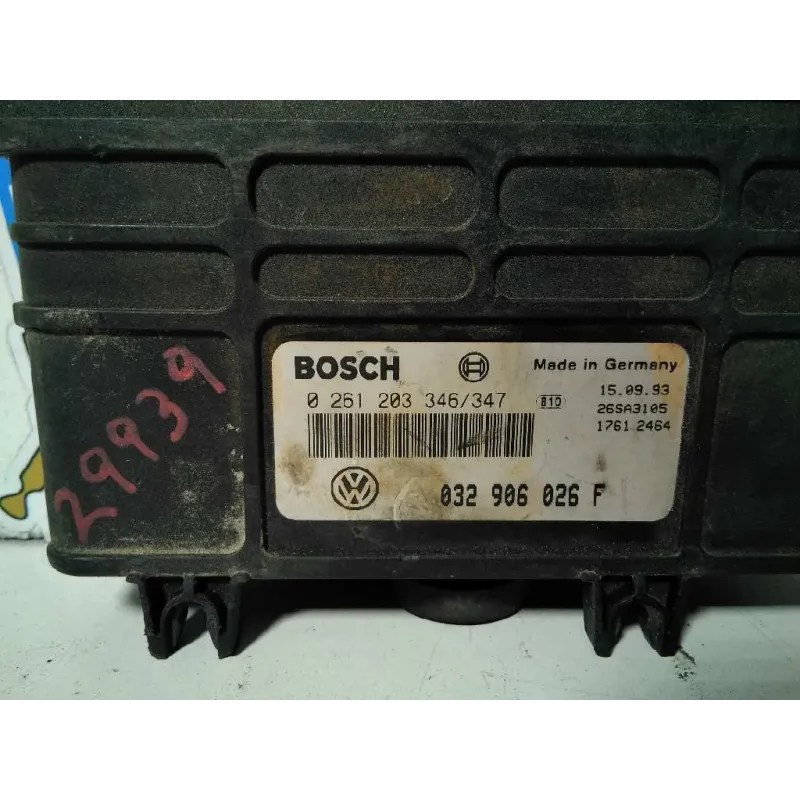 BOSCH
Made in Germany
0 261 203 346/347
810
15.09.93
26SA3105
1761 2464
VW
032 906 026 F
29939